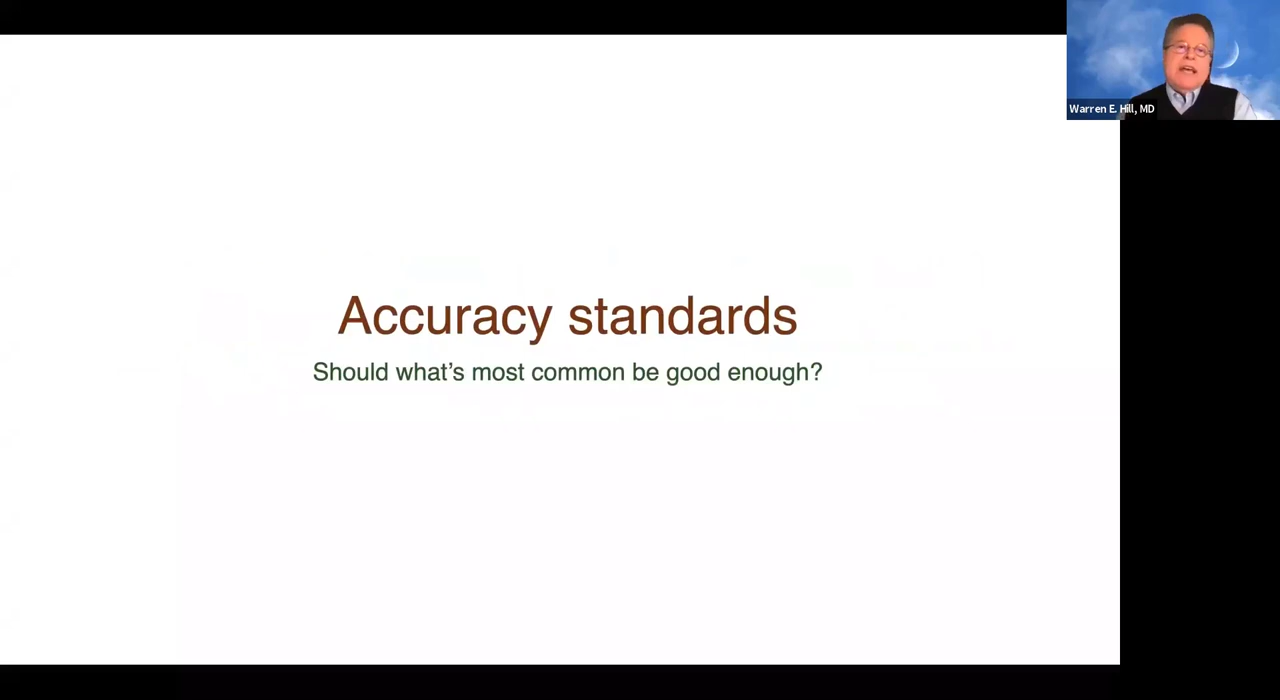 Warren E. Hill, MD
Accuracy standards
Should what’s most common be good enough?